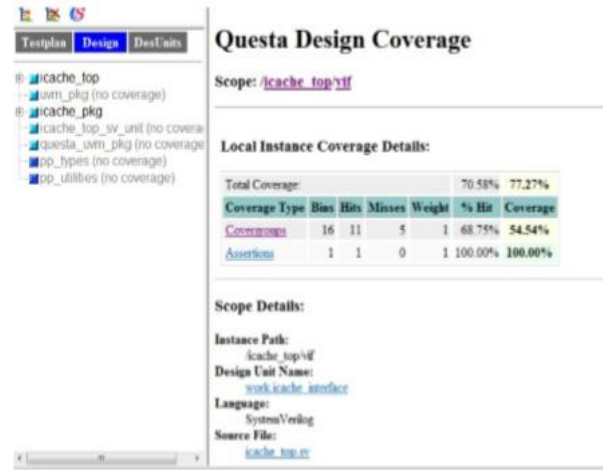 Testplan Design DesUnits
icache_top
uvm_pkg (no coverage)
icache_pkg
icache_top_sv_unit (no covera
questa_uvm_pkg (no coverage
pp_types (no coverage)
pp_utilities (no coverage)
Questa Design Coverage
Scope: /icache_top/vif
Local Instance Coverage Details:
Total Coverage: 70.58% 77.27%
Coverage Type Bins Hits Misses Weight % Hit Coverage
Covergroups 16 11 5 1 68.75% 54.54%
Assertions 1 1 0 1 100.00% 100.00%
Scope Details:
Instance Path:
/icache_top/vif
Design Unit Name:
work.icache_interface
Language:
SystemVerilog
Source File:
icache_top.sv